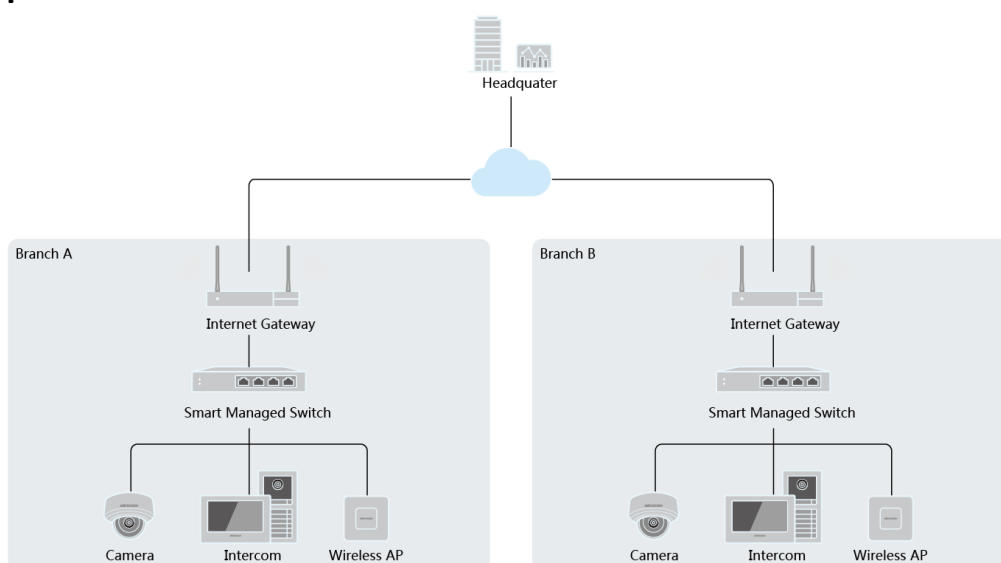 Headquater
Branch A
Branch B
Internet Gateway
Internet Gateway
Smart Managed Switch
Smart Managed Switch
Camera
Intercom
Wireless AP
Camera
Intercom
Wireless AP